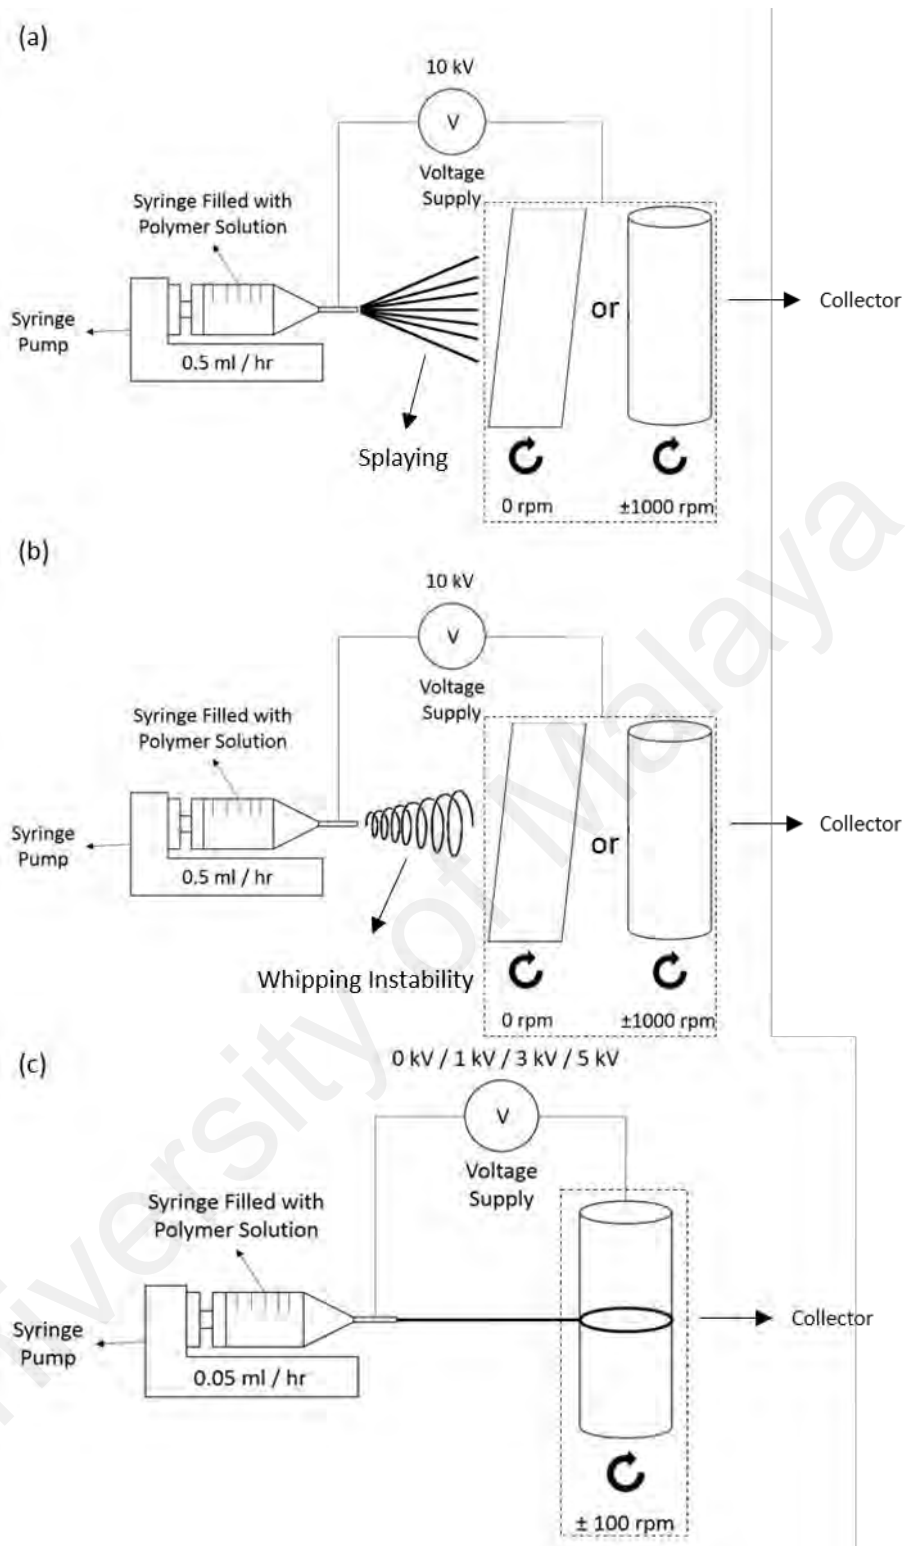 (a)
10 kV
V
Voltage
Supply
Syringe Filled with
Polymer Solution
Syringe
Pump
0.5 ml / hr
or
Collector
Splaying
0 rpm
±1000 rpm
(b)
10 kV
V
Voltage
Supply
Syringe Filled with
Polymer Solution
Syringe
Pump
0.5 ml / hr
or
Collector
Whipping Instability
0 rpm
±1000 rpm
(c)
0 kV / 1 kV / 3 kV / 5 kV
V
Voltage
Supply
Syringe Filled with
Polymer Solution
Syringe
Pump
0.05 ml / hr
Collector
± 100 rpm
niversity of Malaya